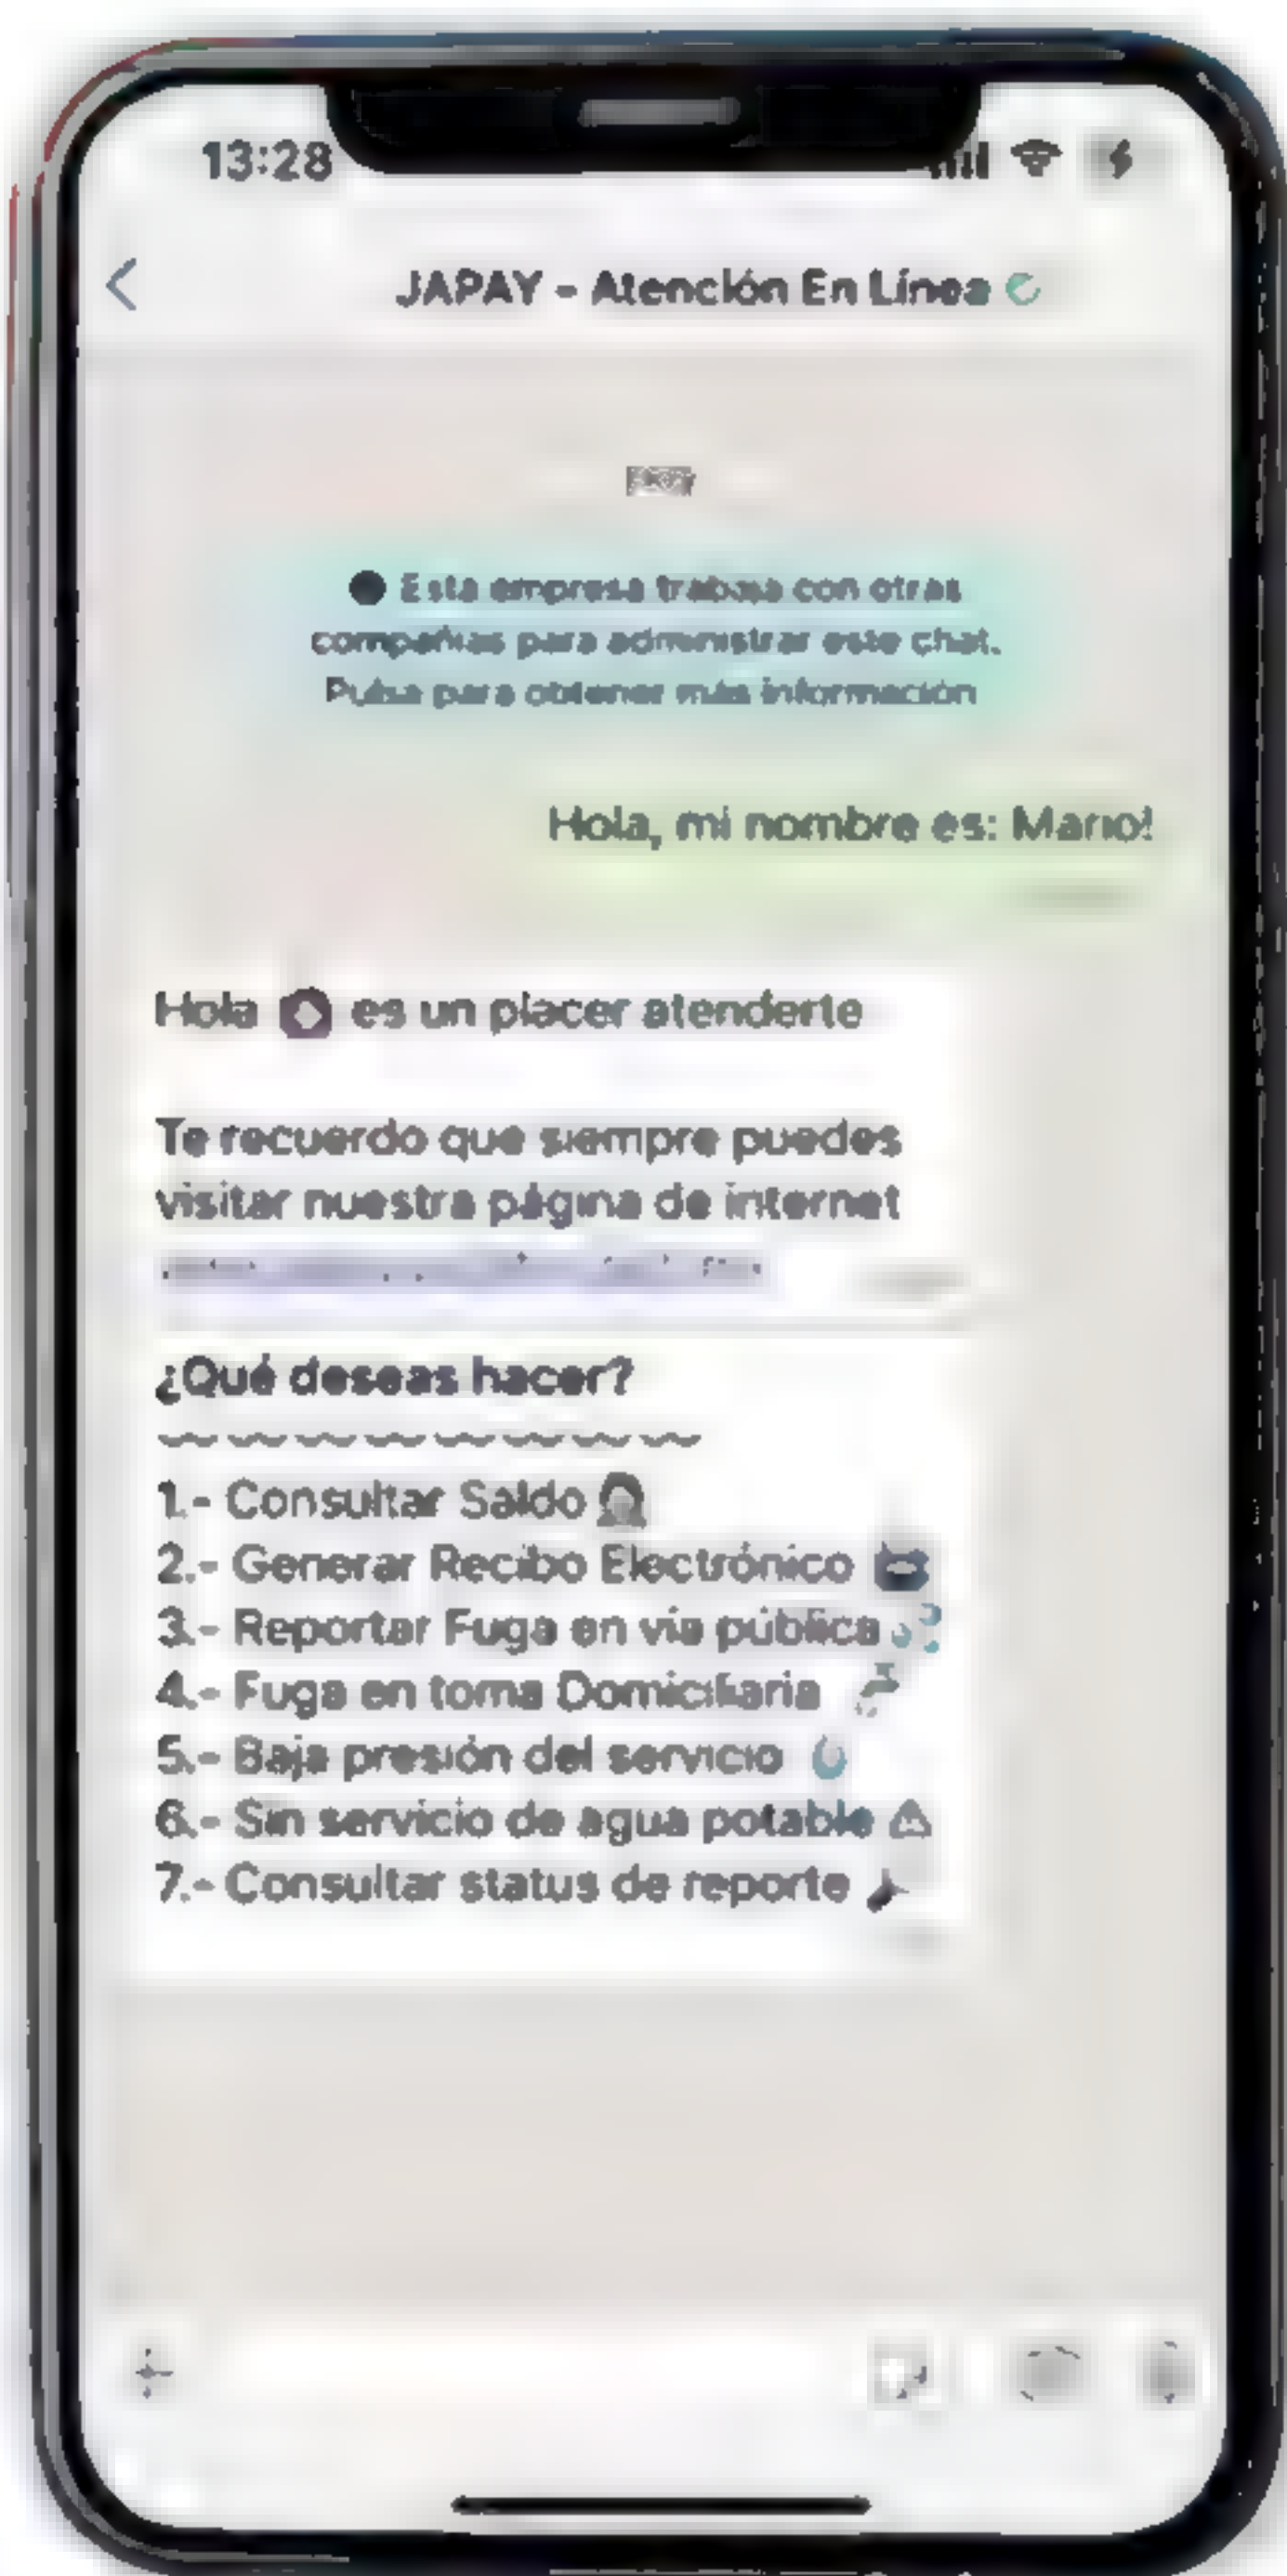 13:28
JAPAY - Atención En Línea
Esta empresa trabaja con otras
compañías para administrar este chat.
Pulsa para obtener más información
Hola, mi nombre es: Mario!
Hola es un placer atenderte
Te recuerdo que siempre puedes
visitar nuestra página de internet
¿Qué deseas hacer?
1.- Consultar Saldo
2.- Generar Recibo Electrónico
3.- Reportar Fuga en vía pública
4.- Fuga en toma Domiciliaria
5.- Baja presión del servicio
6.- Sin servicio de agua potable
7.- Consultar status de reporte